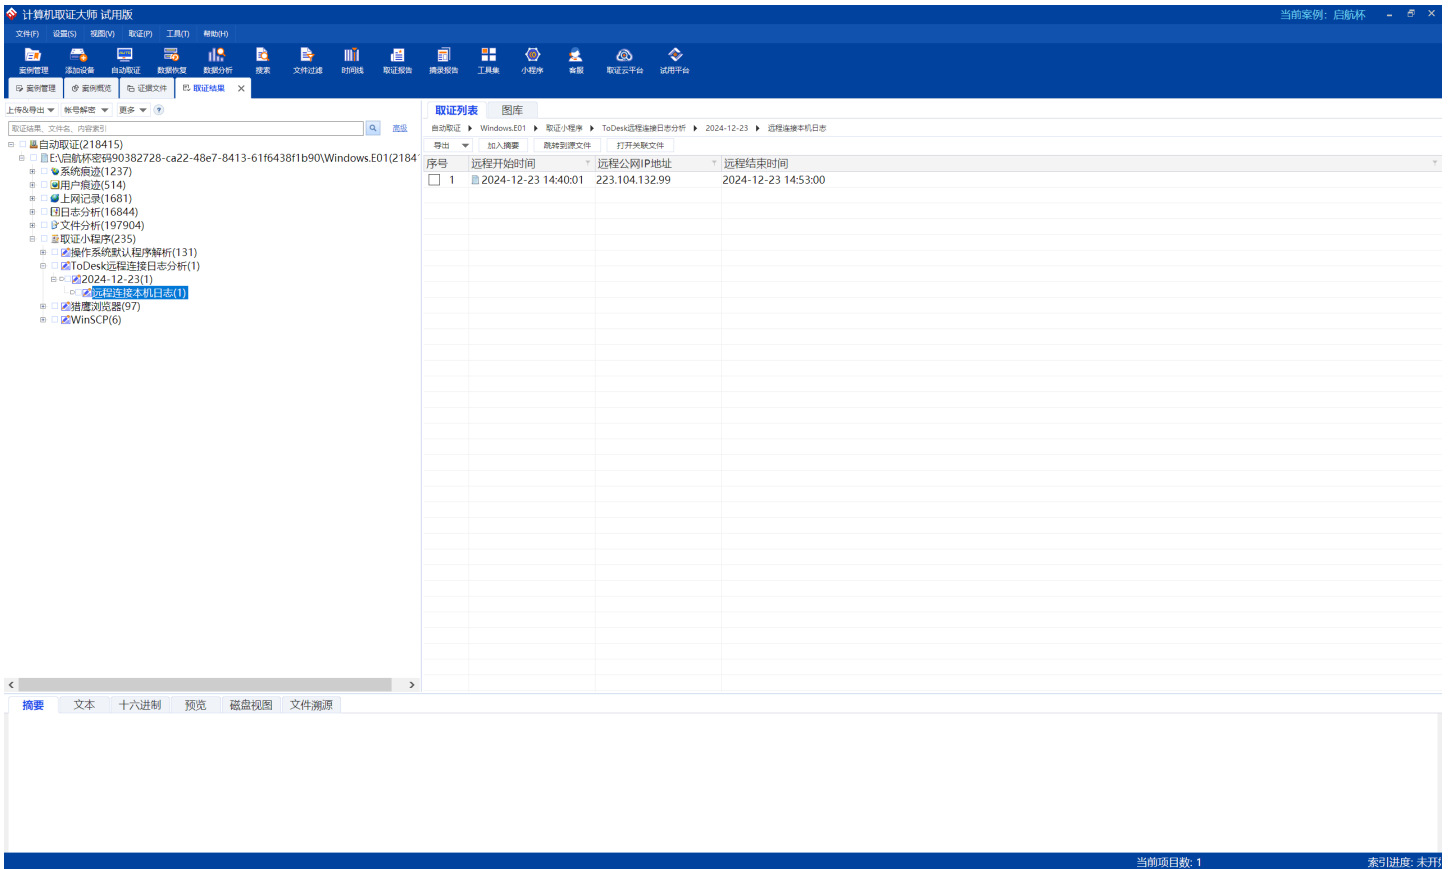 计算机取证大师 试用版
当前案例：启航杯
文件(F) 设置(S) 视图(V) 取证(P) 工具(T) 帮助(H)
案例管理 添加设备 自动取证 数据恢复 数据分析 搜索 文件过滤 时间线 取证报告 摘录报告 工具集 小程序 客服 取证云平台 试用平台
案例管理 案例概览 证据文件 取证结果
上传&导出 帐号解密 更多
取证结果、文件名、内容索引
高级
自动取证(218415)
E:\启航杯密码90382728-ca22-48e7-8413-61f6438f1b90\Windows.E01(2184
系统痕迹(1237)
用户痕迹(514)
上网记录(1681)
日志分析(16844)
文件分析(197904)
取证小程序(235)
操作系统默认程序解析(131)
ToDesk远程连接日志分析(1)
2024-12-23(1)
远程连接本机日志(1)
猎鹰浏览器(97)
WinSCP(6)
取证列表 图库
自动取证 Windows.E01 取证小程序 ToDesk远程连接日志分析 2024-12-23 远程连接本机日志
导出 加入摘要 跳转到源文件 打开关联文件
序号 远程开始时间 远程公网IP地址 远程结束时间
1 2024-12-23 14:40:01 223.104.132.99 2024-12-23 14:53:00
摘要 文本 十六进制 预览 磁盘视图 文件溯源
当前项目数: 1
索引进度: 未开